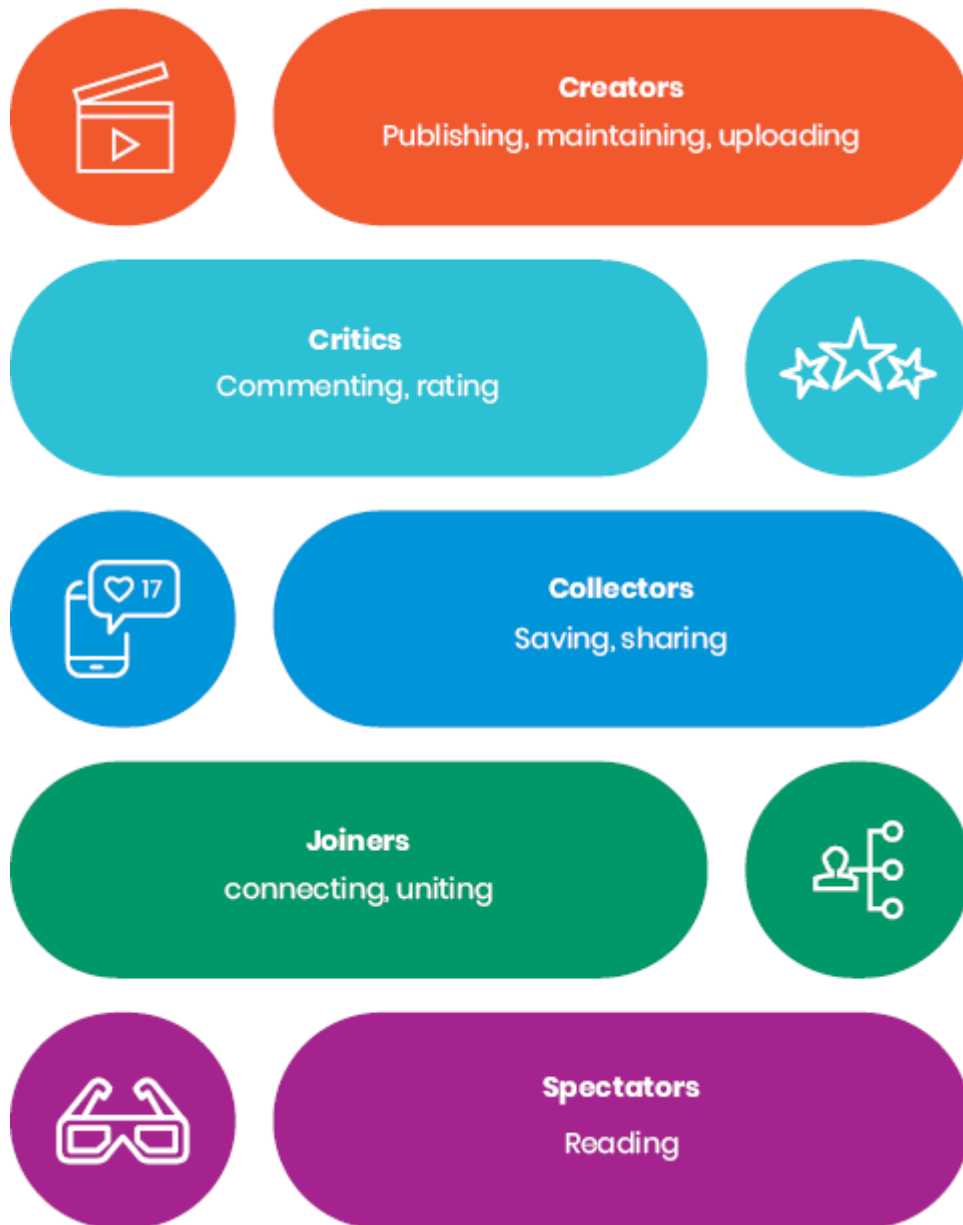 Creators
Publishing, maintaining, uploading
Critics
Commenting, rating
17
Collectors
Saving, sharing
Joiners
connecting, uniting
Spectators
Reading